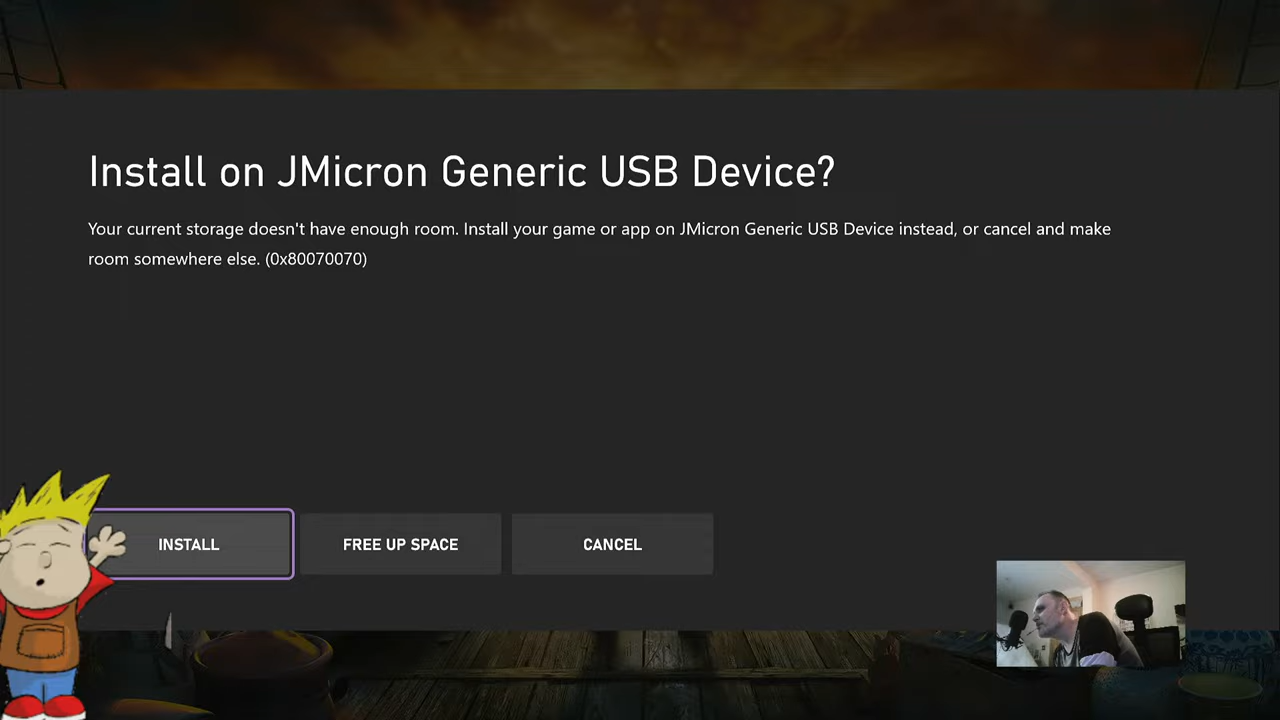 Install on JMicron Generic USB Device?
Your current storage doesn't have enough room. Install your game or app on JMicron Generic USB Device instead, or cancel and make
room somewhere else. (0x80070070)
INSTALL
FREE UP SPACE
CANCEL